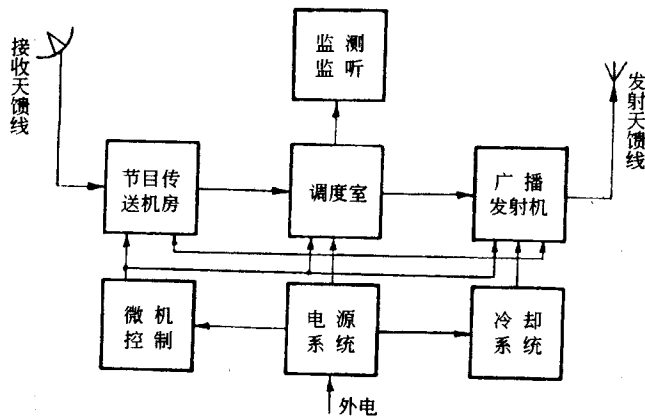 接收天馈线
监 测
监 听
发射天馈线
节目传
送机房
调度室
广 播
发射机
微 机
控 制
电 源
系 统
冷 却
系 统
外电